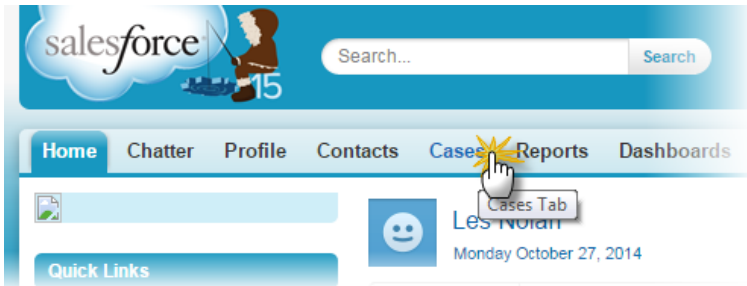 salesforce
15
Search...
Search
Home Chatter Profile Contacts Cases Reports Dashboards
Cases Tab
Les Nolan
Monday October 27, 2014
Quick Links